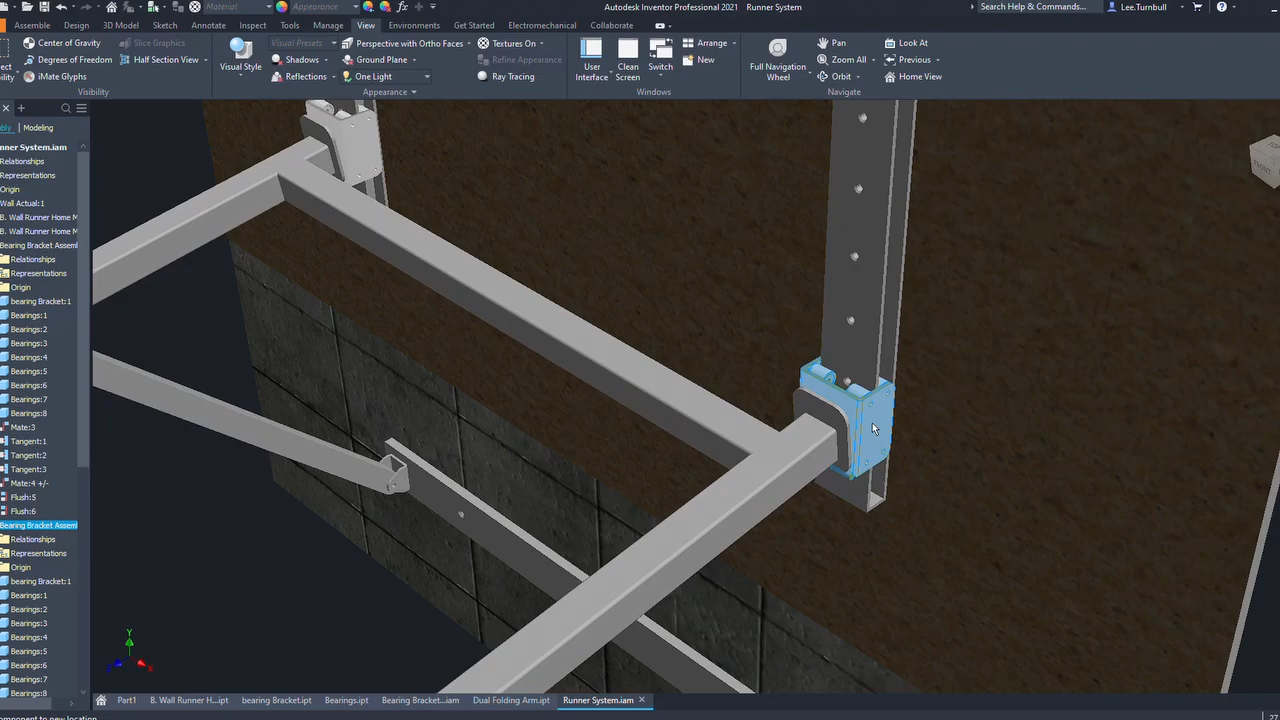 Material
Appearance
Autodesk Inventor Professional 2021   Runner System
Search Help & Commands...
Lee.Turnbull
Assemble
Design
3D Model
Sketch
Annotate
Inspect
Tools
Manage
View
Environments
Get Started
Electromechanical
Collaborate
Center of Gravity
Slice Graphics
Visual Presets
Perspective with Ortho Faces
Textures On
Arrange
Pan
Look At
Degrees of Freedom
Half Section View
Shadows
Ground Plane
Refine Appearance
New
Zoom All
Previous
iMate Glyphs
Reflections
One Light
Ray Tracing
Orbit
Home View
Visual Style
User Interface
Clean Screen
Switch
Full Navigation Wheel
Visibility
Appearance
Windows
Navigate
Modeling
nner System.iam
Relationships
Representations
Origin
Wall Actual:1
B. Wall Runner Home M
B. Wall Runner Home M
Bearing Bracket Assemb
Relationships
Representations
Origin
bearing Bracket:1
Bearings:1
Bearings:2
Bearings:3
Bearings:4
Bearings:5
Bearings:6
Bearings:7
Bearings:8
Mate:3
Tangent:1
Tangent:2
Tangent:3
Mate:4 +/-
Flush:5
Flush:6
Bearing Bracket Assemb
Relationships
Representations
Origin
bearing Bracket:1
Bearings:1
Bearings:2
Bearings:3
Bearings:4
Bearings:5
Bearings:6
Bearings:7
Bearings:8
Y
Part1
B. Wall Runner H...ipt
bearing Bracket.ipt
Bearings.ipt
Bearing Bracket...iam
Dual Folding Arm.ipt
Runner System.iam
component to new location